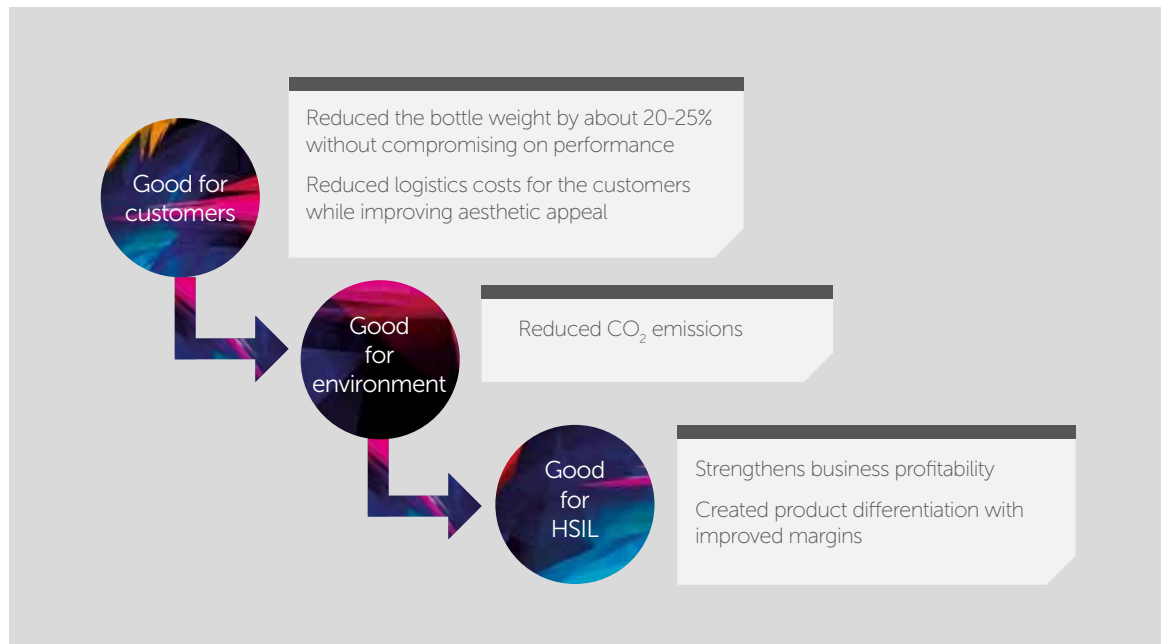 Good for
customers
Reduced the bottle weight by about 20-25%
without compromising on performance
Reduced logistics costs for the customers
while improving aesthetic appeal
Good
for
environment
Reduced CO₂ emissions
Good
for
HSIL
Strengthens business profitability
Created product differentiation with
improved margins